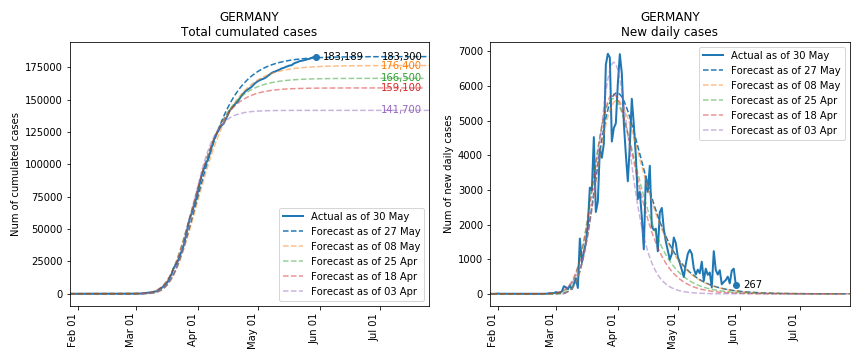 GERMANY
Total cumulated cases
Num of cumulated cases
175000
150000
125000
100000
75000
50000
25000
0
183,189
183,300
176,400
166,500
159,100
141,700
Actual as of 30 May
Forecast as of 27 May
Forecast as of 08 May
Forecast as of 25 Apr
Forecast as of 18 Apr
Forecast as of 03 Apr
Feb 01
Mar 01
Apr 01
May 01
Jun 01
Jul 01
GERMANY
New daily cases
Num of new daily cases
7000
6000
5000
4000
3000
2000
1000
0
Actual as of 30 May
Forecast as of 27 May
Forecast as of 08 May
Forecast as of 25 Apr
Forecast as of 18 Apr
Forecast as of 03 Apr
267
Feb 01
Mar 01
Apr 01
May 01
Jun 01
Jul 01